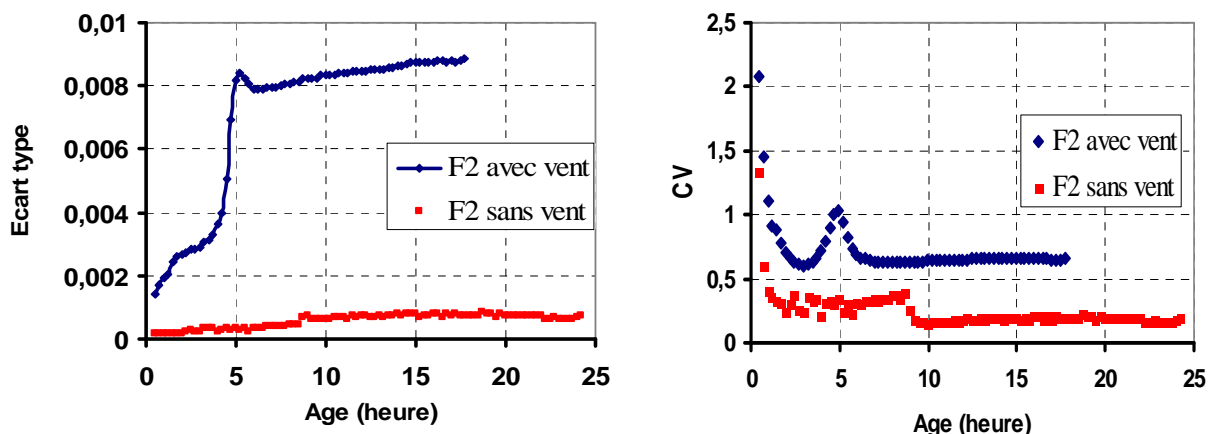 0,01
0,008
0,006
0,004
0,002
0
0 5 10 15 20 25
Ecart type
Age (heure)
F2 avec vent
F2 sans vent
2,5
2
1,5
1
0,5
0
0 5 10 15 20 25
CV
Age (heure)
F2 avec vent
F2 sans vent